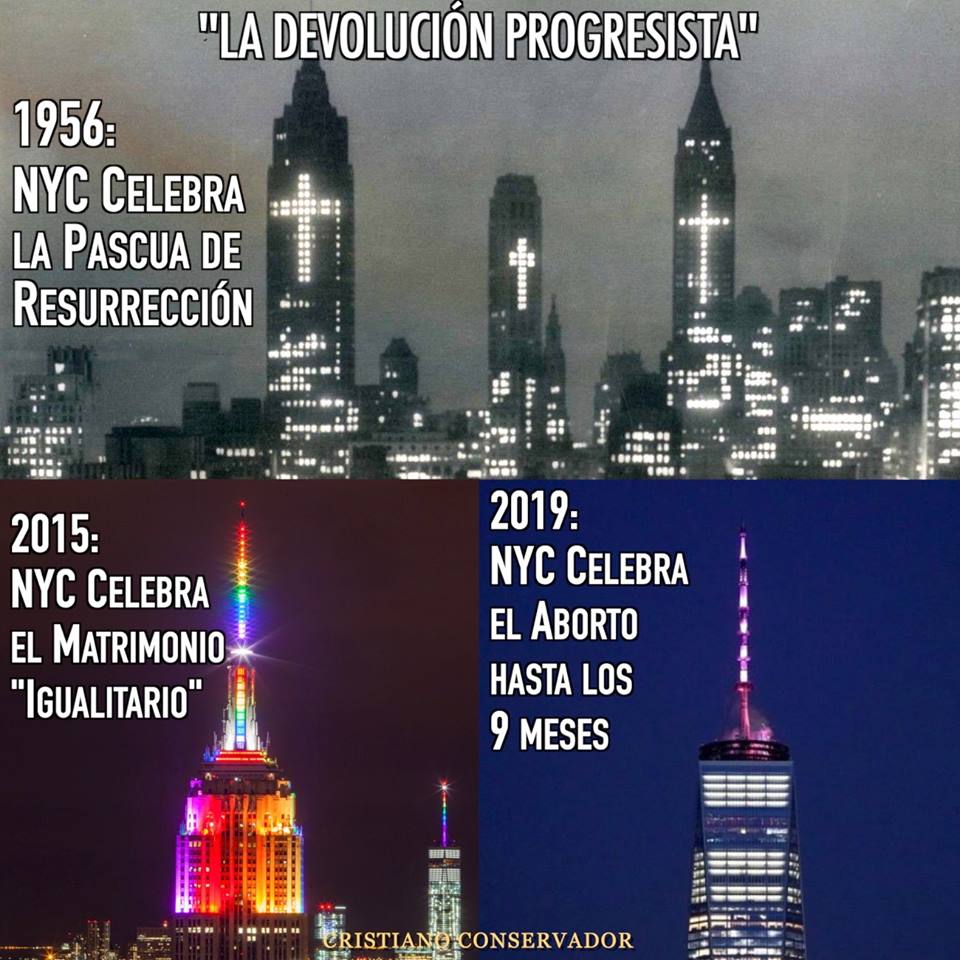 "LA DEVOLUCIÓN PROGRESISTA"
1956:
NYC CELEBRA
LA PASCUA DE
RESURRECCIÓN
2015:
NYC CELEBRA
EL MATRIMONIO
"IGUALITARIO"
2019:
NYC CELEBRA
EL ABORTO
HASTA LOS
9 MESES
CRISTIANO CONSERVADOR